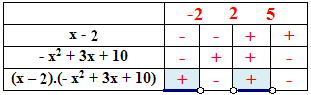 -2 2 5
x - 2 - - + +
- x² + 3x + 10 - + + -
(x – 2).(- x² + 3x + 10) + - + -